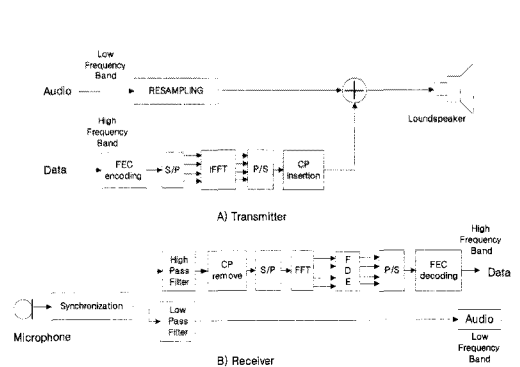 Low
Frequency
Band
Audio
RESAMPLING
Loundspeaker
High
Frequency
Band
Data
FEC
encoding
S/P
IFFT
P/S
CP
insertion
A) Transmitter
High
Frequency
Band
High
Pass
Filter
CP
remove
S/P
FFT
F
D
E
P/S
FEC
decoding
Data
Synchronization
Microphone
Low
Pass
Filter
Audio
Low
Frequency
Band
B) Receiver